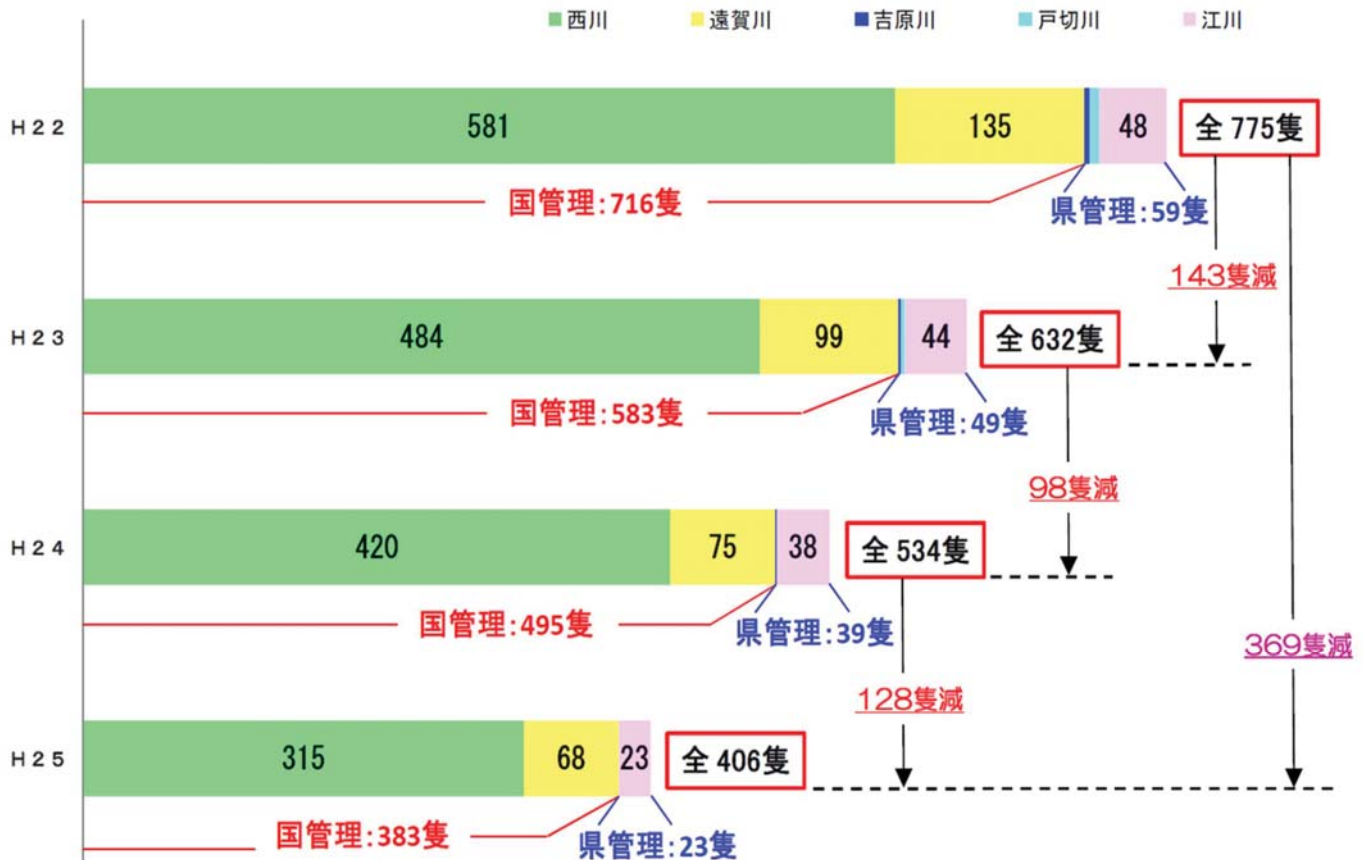 西川 遠賀川 吉原川 戸切川 江川
H22 581 135 48 全 775隻
国管理:716隻 県管理:59隻
143隻減
H23 484 99 44 全 632隻
国管理:583隻 県管理:49隻
98隻減
H24 420 75 38 全 534隻
国管理:495隻 県管理:39隻
369隻減
128隻減
H25 315 68 23 全 406隻
国管理:383隻 県管理:23隻